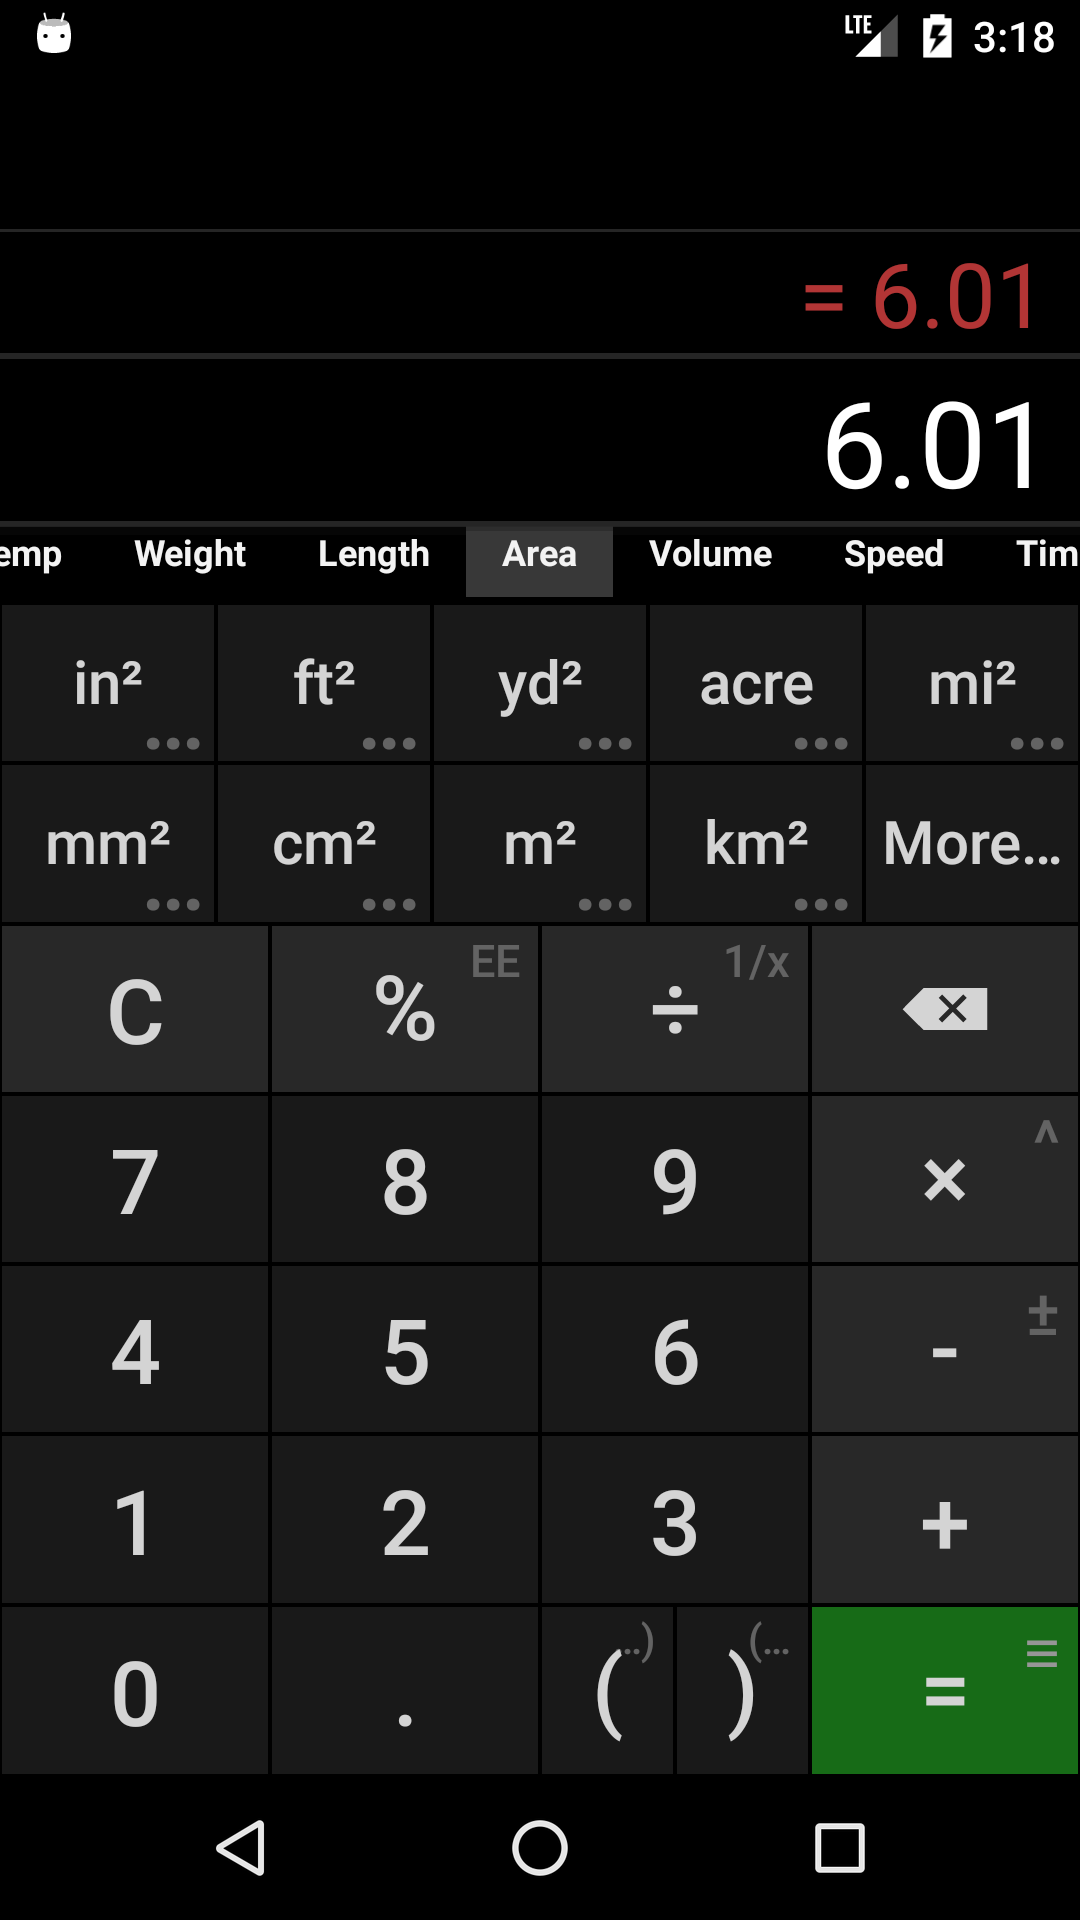 LTE 3:18
= 6.01
6.01
emp Weight Length Area Volume Speed Tim
in² ft² yd² acre mi²
mm² cm² m² km² More...
C % EE ÷ 1/x
7 8 9 × ^
4 5 6 - ±
1 2 3 +
0 . ( ..) ) (... =